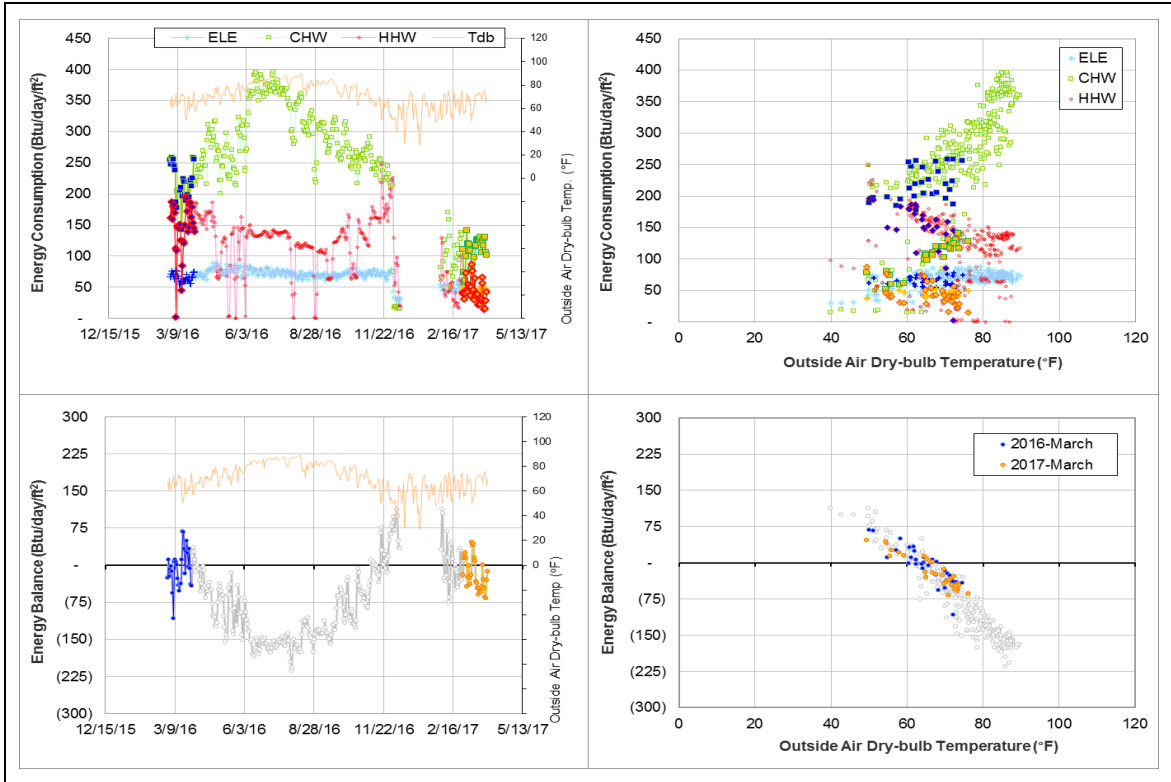 ELE CHW HHW Tdb
Energy Consumption (Btu/day/ft²)
450
400
350
300
250
200
150
100
50
-
12/15/15 3/9/16 6/3/16 8/28/16 11/22/16 2/16/17 5/13/17
120
100
80
60
40
20
0
Outside Air Dry-bulb Temp. (°F)
ELE
CHW
HHW
Energy Consumption (Btu/day/ft²)
450
400
350
300
250
200
150
100
50
-
0 20 40 60 80 100 120
Outside Air Dry-bulb Temperature (°F)
Energy Balance (Btu/day/ft²)
300
225
150
75
-
(75)
(150)
(225)
(300)
12/15/15 3/9/16 6/3/16 8/28/16 11/22/16 2/16/17 5/13/17
120
100
80
60
40
20
0
Outside Air Dry-bulb Temp (°F)
2016-March
2017-March
Energy Balance (Btu/day/ft²)
300
225
150
75
-
(75)
(150)
(225)
(300)
0 20 40 60 80 100 120
Outside Air Dry-bulb Temperature (°F)